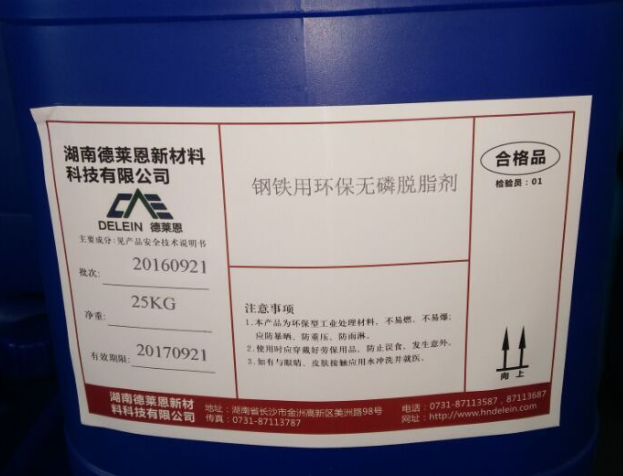 湖南德莱恩新材料
科技有限公司
DELEIN 德莱恩
主要成分:见产品安全技术说明书
批次: 20160921
净重: 25KG
有效期限: 20170921
钢铁用环保无磷脱脂剂
注意事项
1.本产品为环保型工业处理材料，不易燃，不易爆;
应防暴晒，防重压，防雨淋。
2.使用时应穿戴好劳保用品，防止误食，发生意外。
3.如有与眼睛、皮肤接触应用水冲洗并就医。
合格品
检验员：01
向上
湖南德莱恩新材
料科技有限公司
地址：湖南省长沙市金洲高新区美洲路98号
传真：0731-87113787
电话：0731-87113587、87113687
网址：http://www.hndelein.com